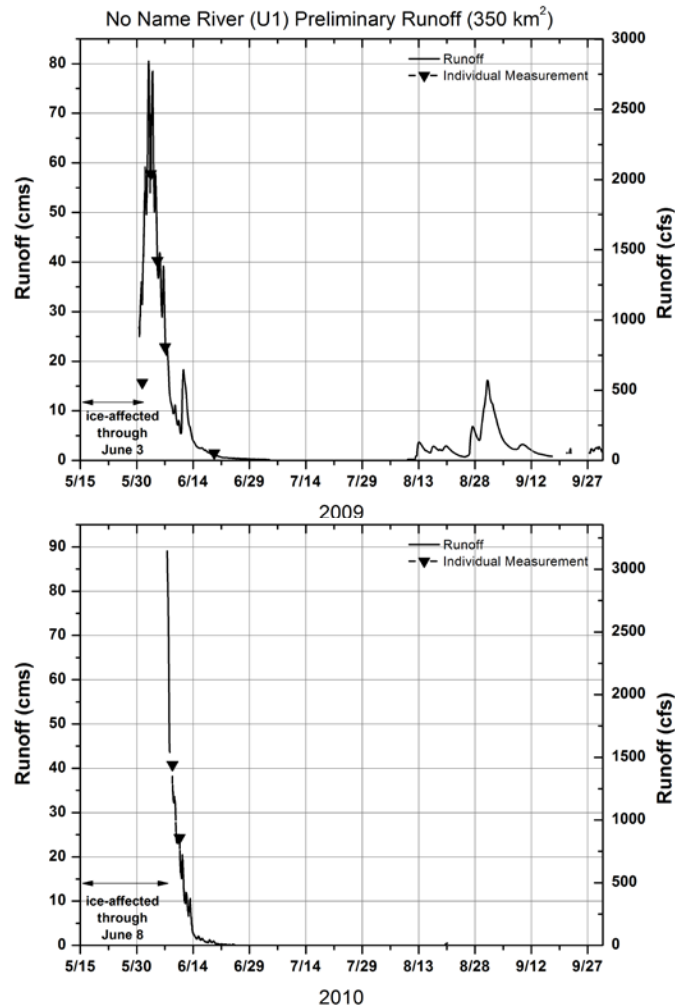 No Name River (U1) Preliminary Runoff (350 km²)
Runoff (cms)
80
70
60
50
40
30
20
10
0
Runoff
Individual Measurement
ice-affected
through
June 3
3000
2500
2000
1500
1000
500
0
Runoff (cfs)
5/15 5/30 6/14 6/29 7/14 7/29 8/13 8/28 9/12 9/27
2009
Runoff (cms)
90
80
70
60
50
40
30
20
10
0
Runoff
Individual Measurement
ice-affected
through
June 8
3000
2500
2000
1500
1000
500
0
Runoff (cfs)
5/15 5/30 6/14 6/29 7/14 7/29 8/13 8/28 9/12 9/27
2010